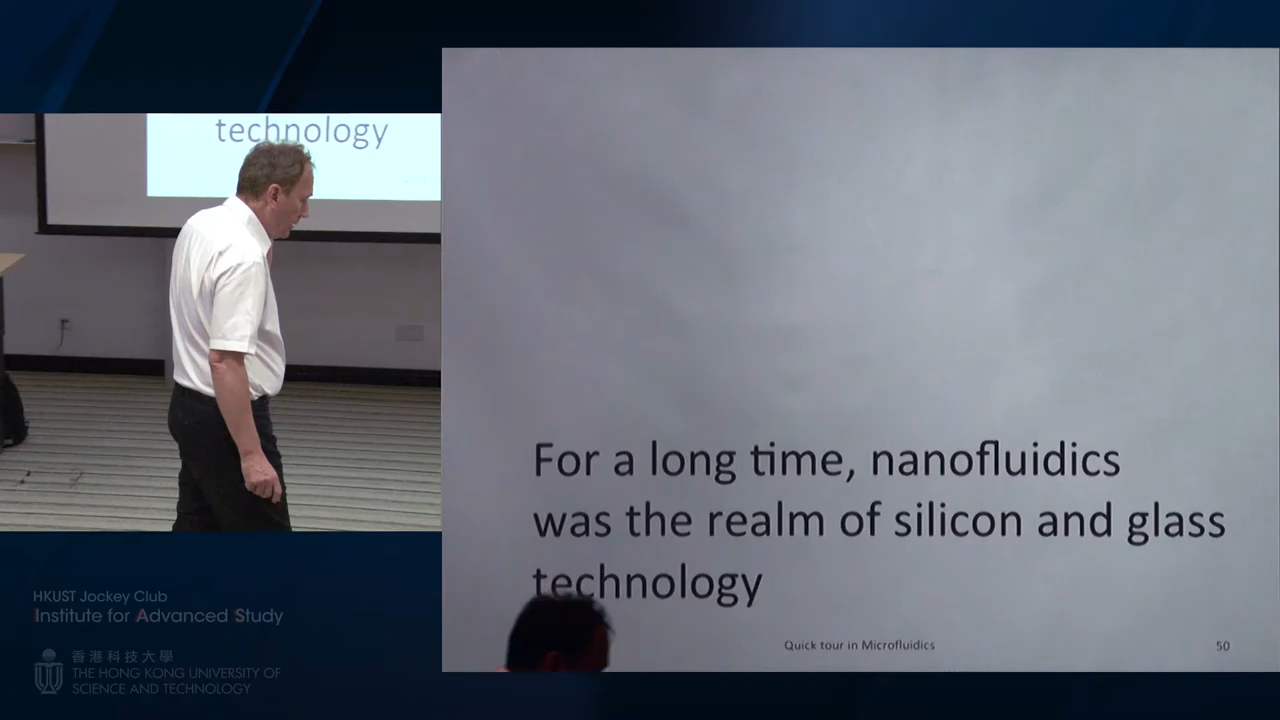 technology
For a long time, nanofluidics
was the realm of silicon and glass
technology
Quick tour in Microfluidics
50
HKUST Jockey Club
Institute for Advanced Study
香港科技大學
THE HONG KONG UNIVERSITY OF
SCIENCE AND TECHNOLOGY